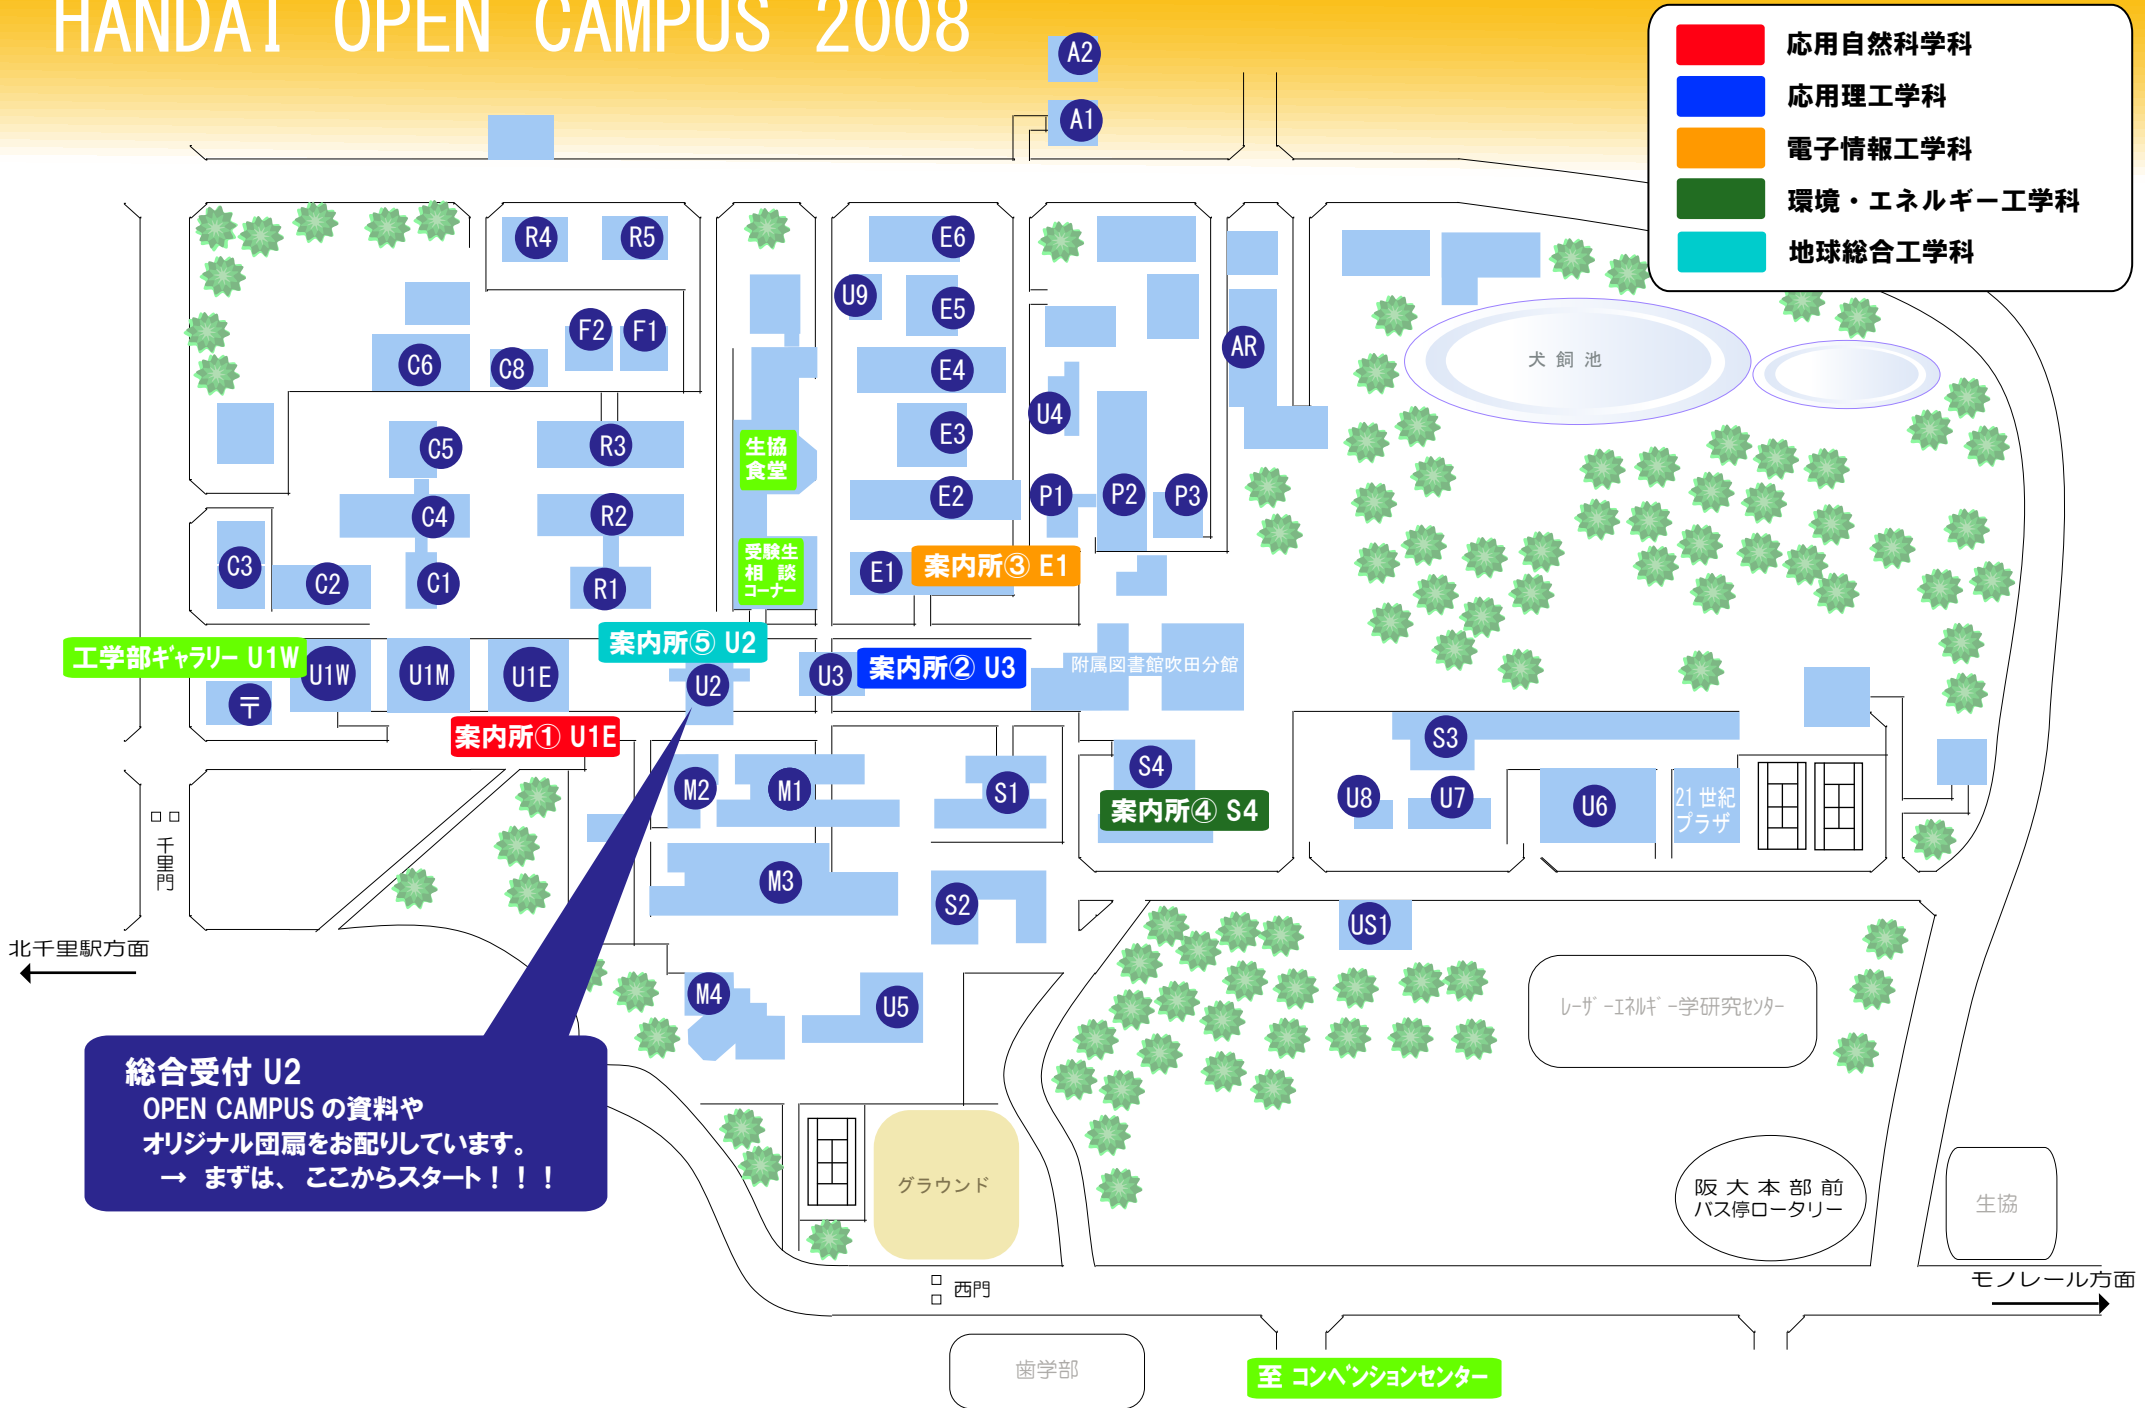 HANDAI OPEN CAMPUS 2008
応用自然科学科
応用理工学科
電子情報工学科
環境・エネルギー工学科
地球総合工学科
A2
A1
R4
R5
E6
U9
E5
F2
F1
AR
C6
C8
E4
犬飼池
U4
C5
R3
生協
食堂
E3
C4
R2
E2
P1
P2
P3
C3
C2
C1
R1
受験生
相 談
コーナー
E1
案内所③ E1
工学部ギャラリー U1W
U1W
U1M
U1E
案内所⑤ U2
U2
U3
案内所② U3
附属図書館吹田分館
〒
案内所① U1E
M2
M1
S1
S4
案内所④ S4
S3
U8
U7
U6
21 世紀
プラザ
千里門
M3
S2
US1
北千里駅方面
M4
U5
レーザーエネルギー学研究センター
総合受付 U2
OPEN CAMPUS の資料や
オリジナル団扇をお配りしています。
→ まずは、ここからスタート！！！
グラウンド
阪大本部前
バス停ロータリー
生協
西門
モノレール方面
歯学部
至 コンベンションセンター